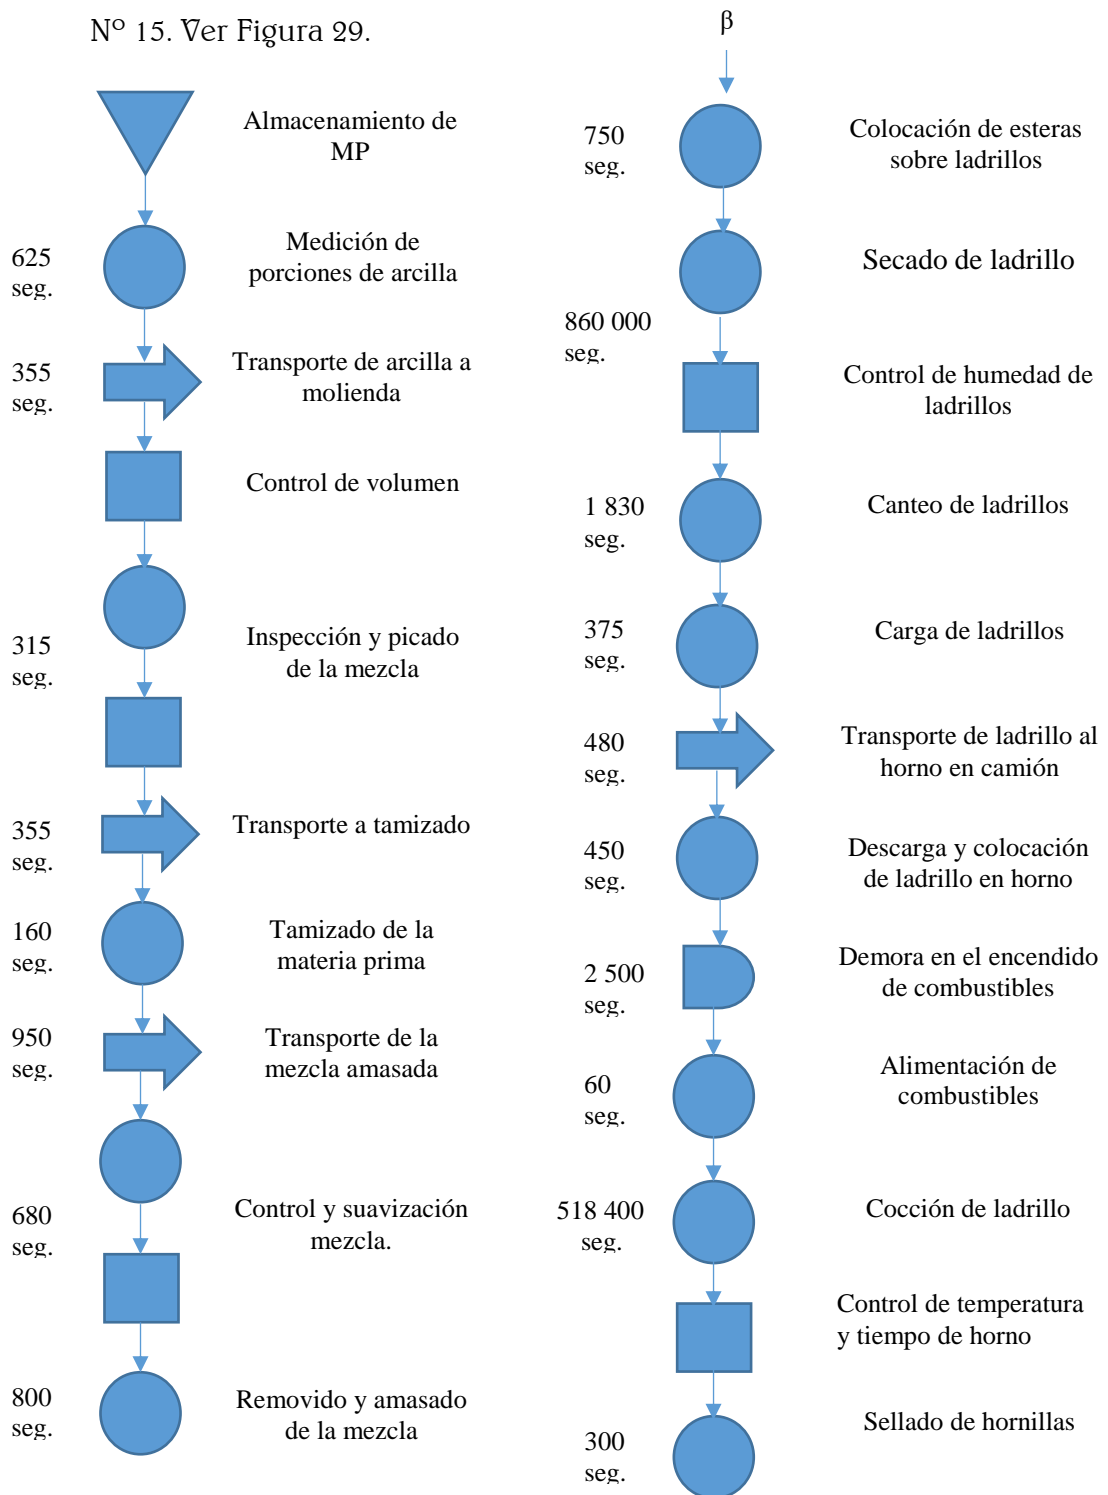 Nº 15. Ver Figura 29.
Almacenamiento de
MP
625
seg.
Medición de
porciones de arcilla
355
seg.
Transporte de arcilla a
molienda
Control de volumen
315
seg.
Inspección y picado
de la mezcla
355
seg.
Transporte a tamizado
160
seg.
Tamizado de la
materia prima
950
seg.
Transporte de la
mezcla amasada
680
seg.
Control y suavización
mezcla.
800
seg.
Removido y amasado
de la mezcla
β
750
seg.
Colocación de esteras
sobre ladrillos
Secado de ladrillo
860 000
seg.
Control de humedad de
ladrillos
1 830
seg.
Canteo de ladrillos
375
seg.
Carga de ladrillos
480
seg.
Transporte de ladrillo al
horno en camión
450
seg.
Descarga y colocación
de ladrillo en horno
2 500
seg.
Demora en el encendido
de combustibles
60
seg.
Alimentación de
combustibles
518 400
seg.
Cocción de ladrillo
Control de temperatura
y tiempo de horno
300
seg.
Sellado de hornillas